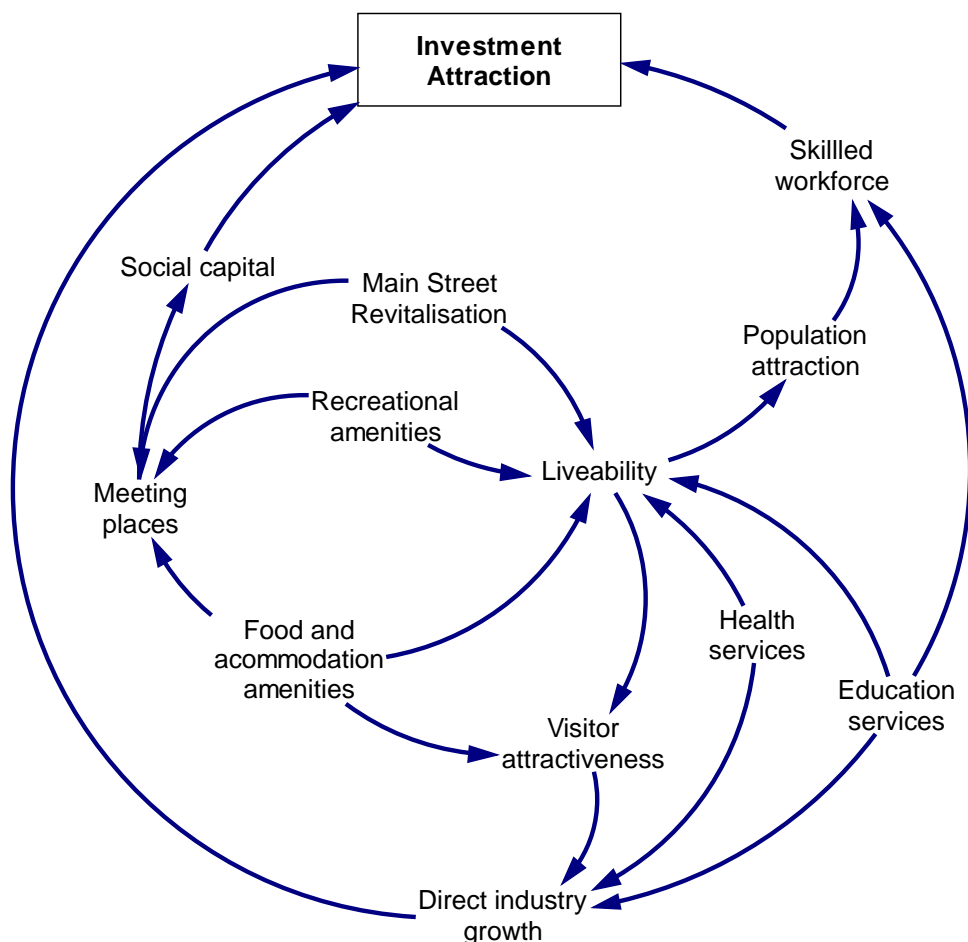 Investment
Attraction
Skillled
workforce
Social capital
Main Street
Revitalisation
Population
attraction
Recreational
amenities
Liveability
Meeting
places
Food and
acommodation
amenities
Health
services
Education
services
Visitor
attractiveness
Direct industry
growth